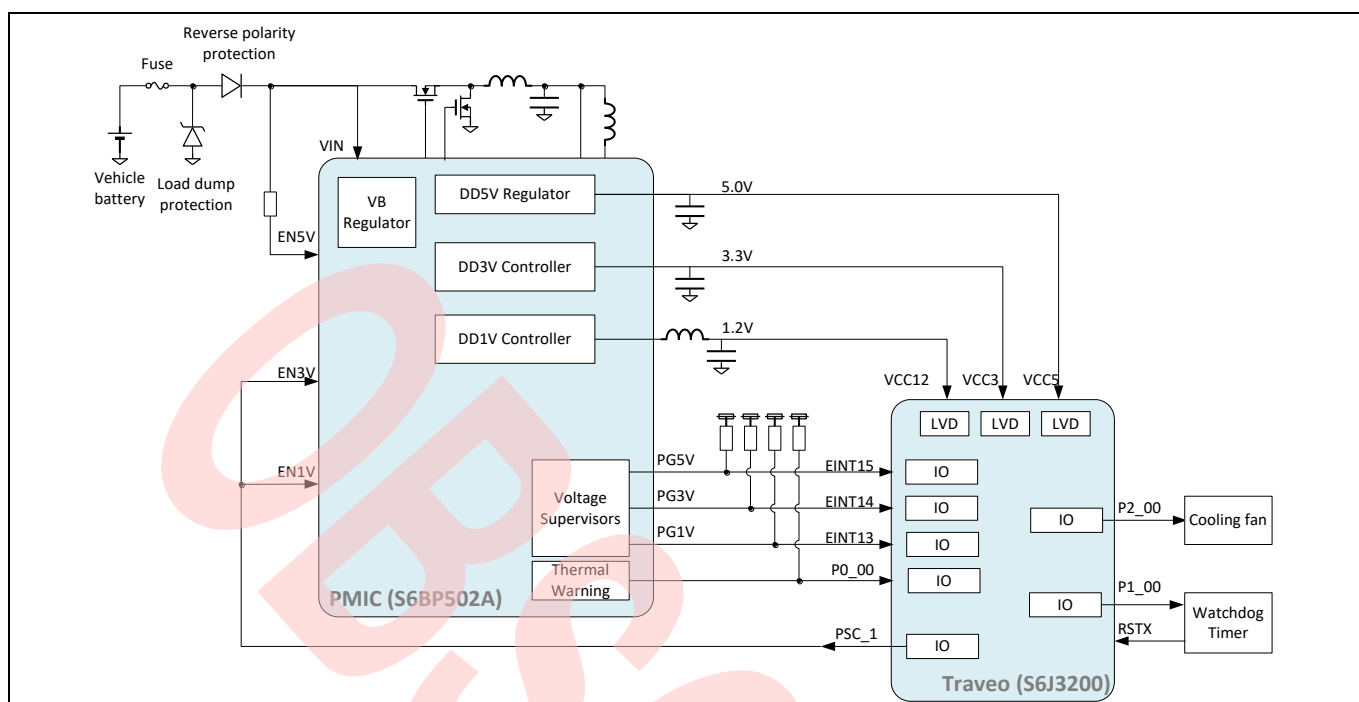 Reverse polarity
protection
Fuse
VIN
Vehicle
battery
Load dump
protection
VB
Regulator
DD5V Regulator
5.0V
EN5V
DD3V Controller
3.3V
DD1V Controller
1.2V
EN3V
VCC12
VCC3
VCC5
LVD
LVD
LVD
EN1V
Voltage
Supervisors
PG5V
EINT15
IO
PG3V
EINT14
IO
PG1V
EINT13
IO
Thermal
Warning
P0_00
IO
IO
P2_00
Cooling fan
IO
P1_00
Watchdog
Timer
RSTX
PMIC (S6BP502A)
PSC_1
IO
Traveo (S6J3200)